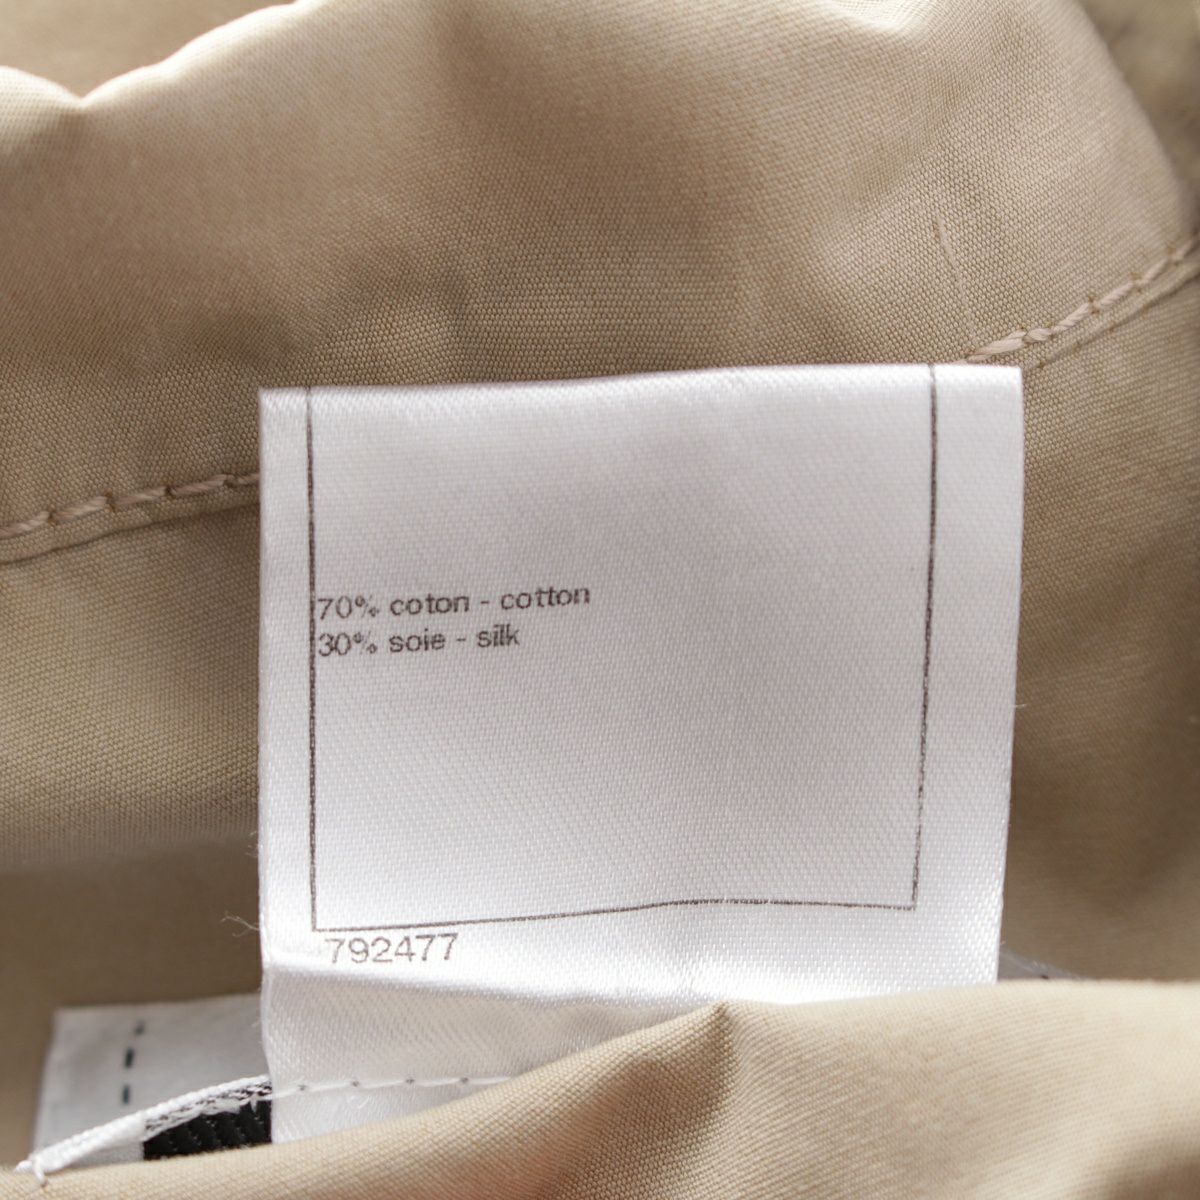 70% coton - cotton
30% soie - silk
792477